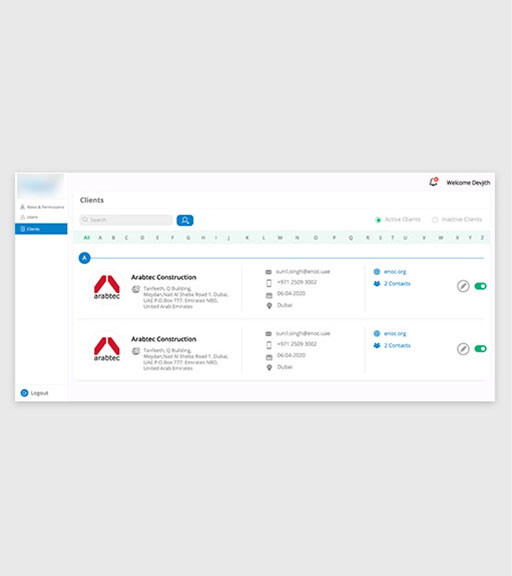 Welcome Devjith
Clients
Roles & Permissions
Users
Clients
Search
Active Clients
Inactive Clients
All A B C D E F G H I J K L M N O P Q R S T U V W X Y Z
A
arabtec
Arabtec Construction
Tanfeeth, Q Building,
Meydan,Nad Al Sheba Road 1. Dubai,
UAE P.O.Box 777. Emirates NBD,
United Arab Emirates
sunil.singh@enoc.uae
+971 2509 3002
06-04-2020
Dubai
enoc.org
2 Contacts
arabtec
Arabtec Construction
Tanfeeth, Q Building,
Meydan,Nad Al Sheba Road 1. Dubai,
UAE P.O.Box 777. Emirates NBD,
United Arab Emirates
sunil.singh@enoc.uae
+971 2509 3002
06-04-2020
Dubai
enoc.org
2 Contacts
Logout